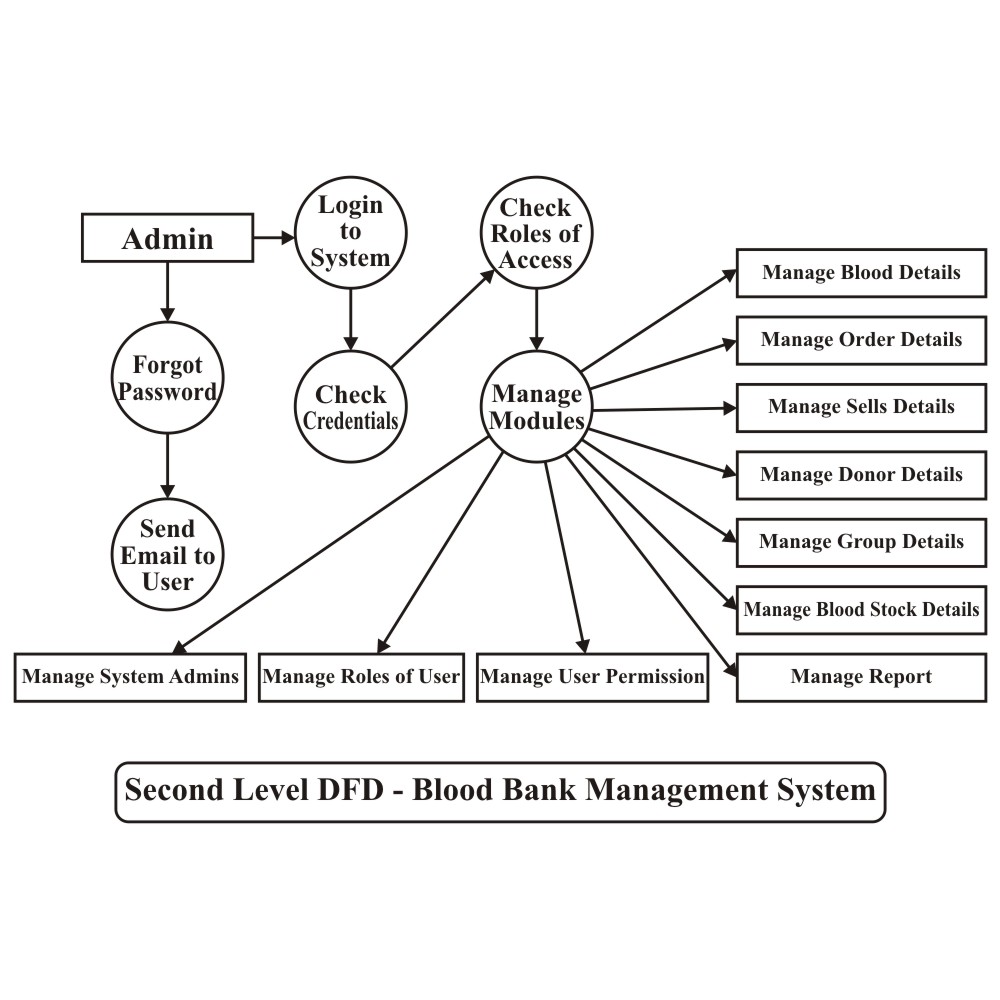 Admin
Login
to
System
Check
Roles of
Access
Forgot
Password
Check
Credentials
Manage
Modules
Send
Email to
User
Manage Blood Details
Manage Order Details
Manage Sells Details
Manage Donor Details
Manage Group Details
Manage Blood Stock Details
Manage System Admins
Manage Roles of User
Manage User Permission
Manage Report
Second Level DFD - Blood Bank Management System